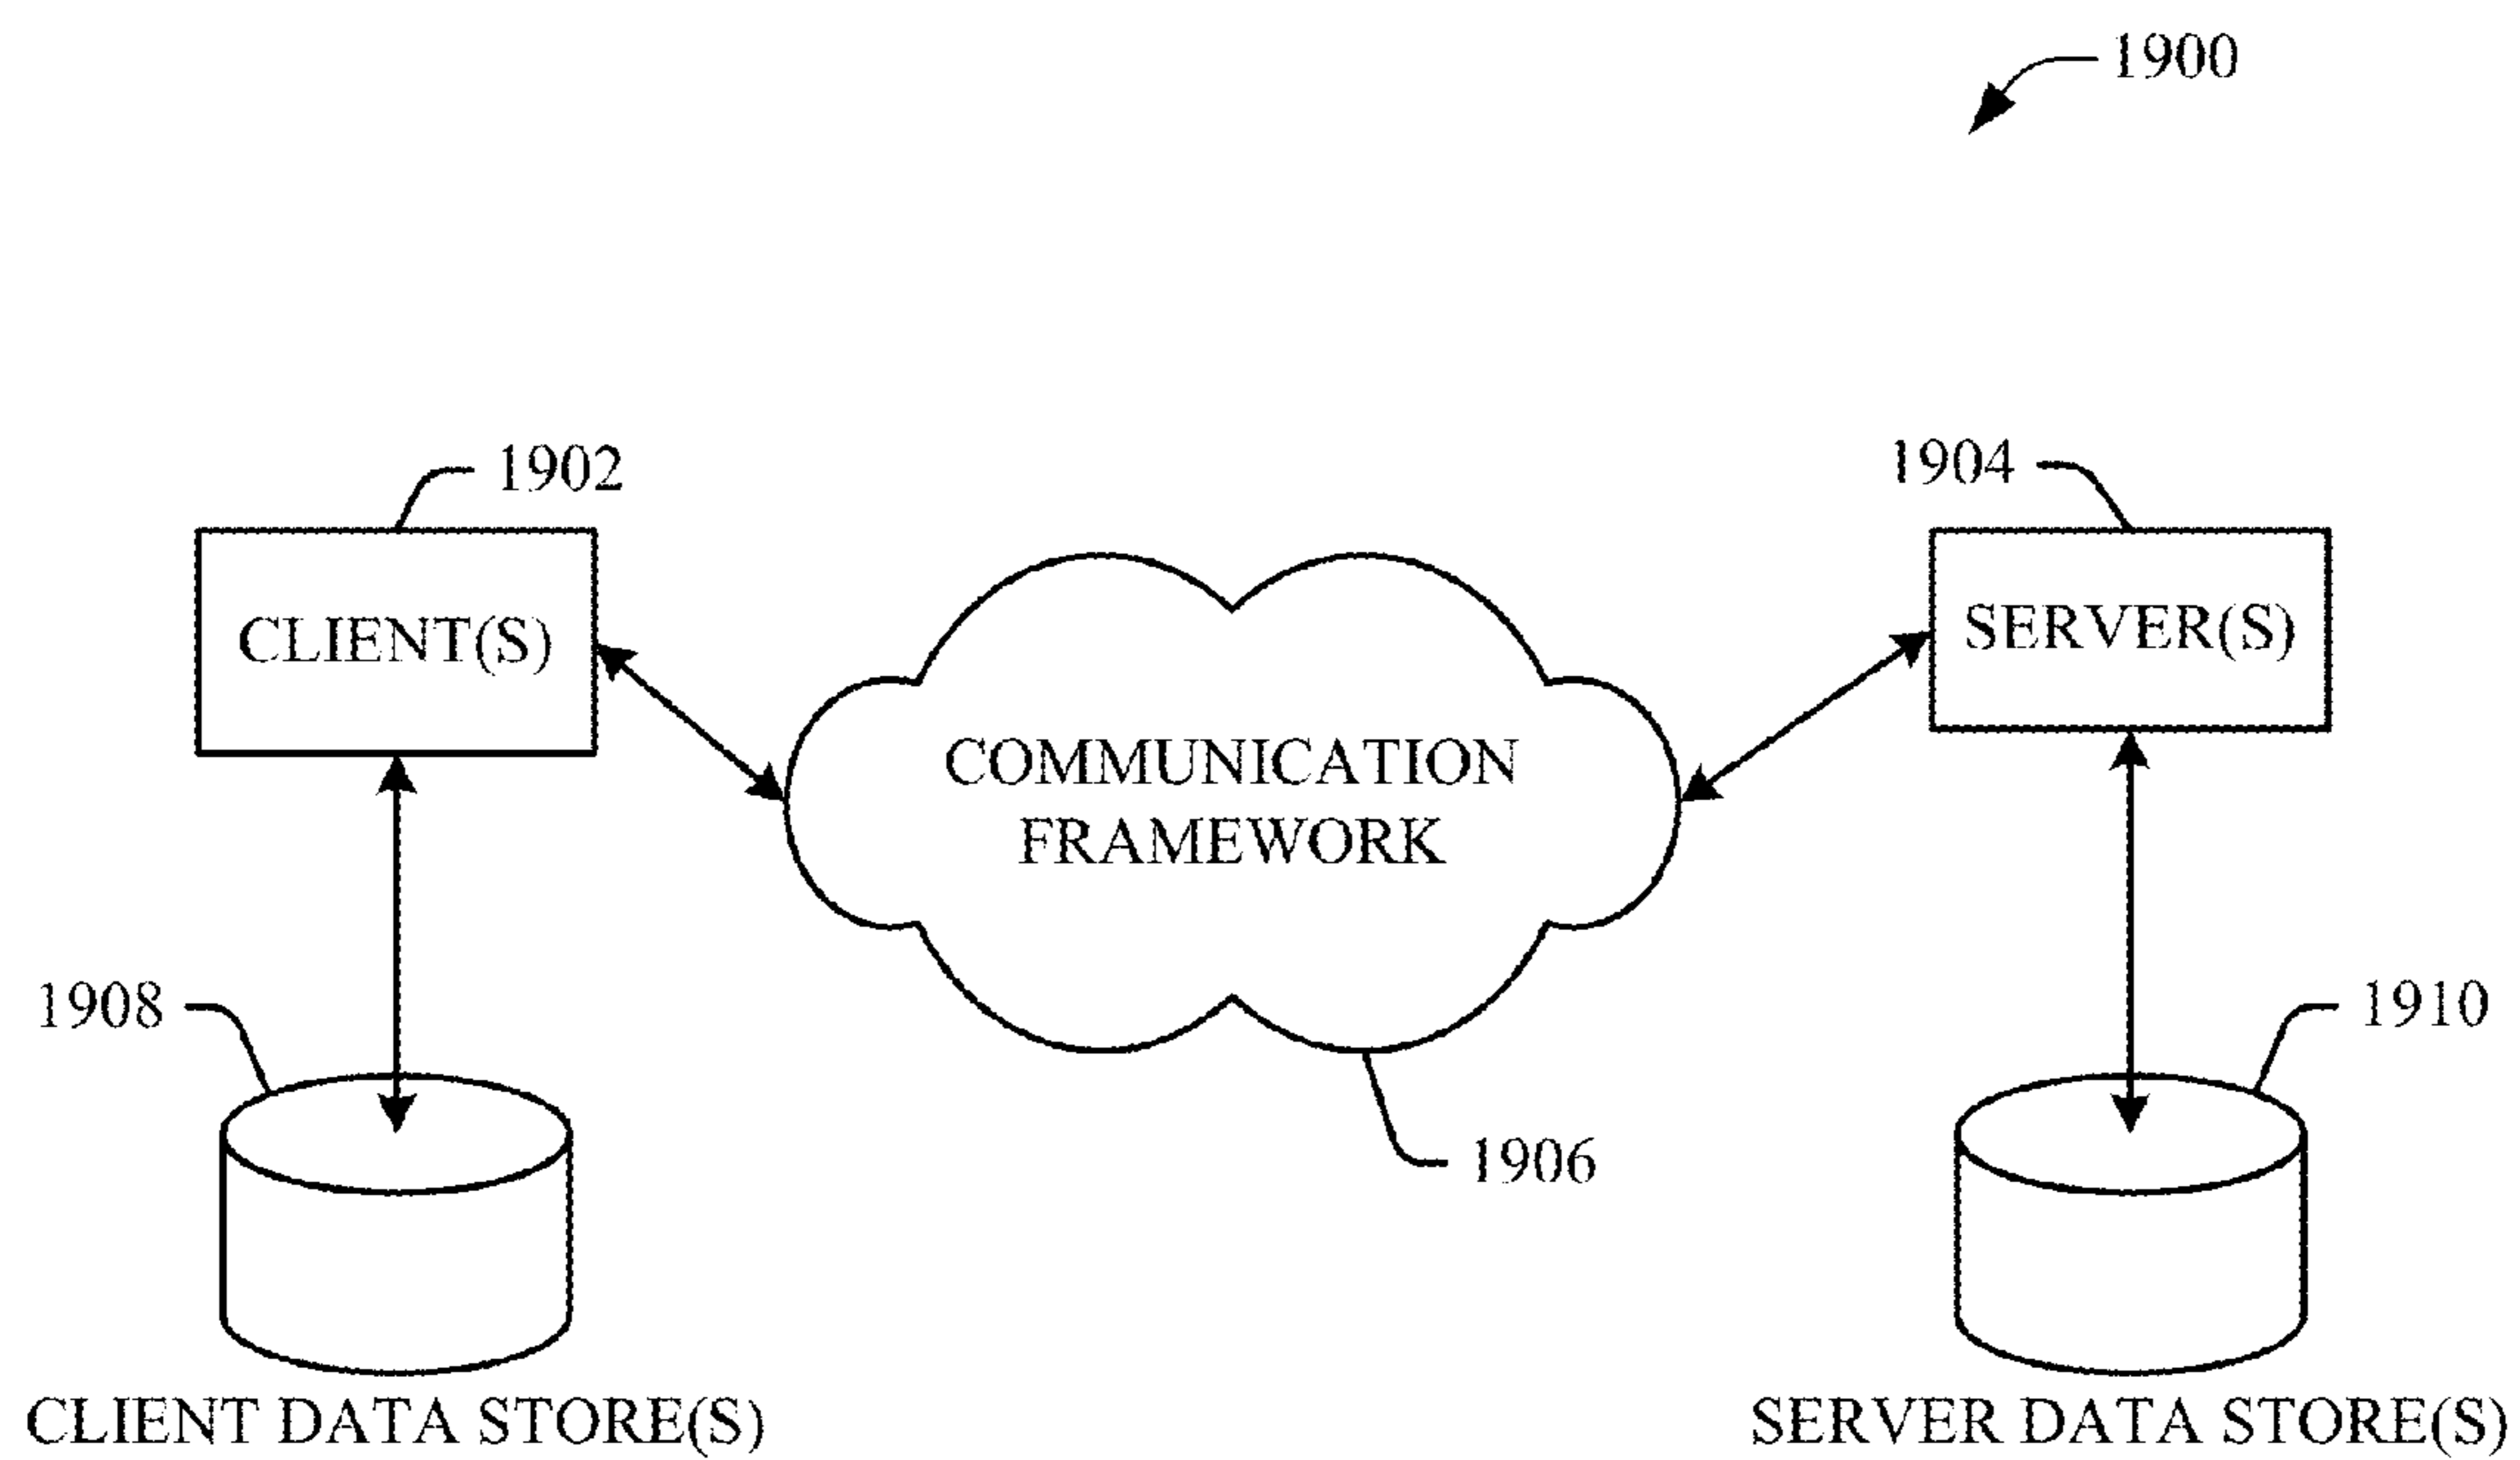 1900
1902
1904
CLIENT(S)
SERVER(S)
COMMUNICATION
FRAMEWORK
1908
1910
1906
CLIENT DATA STORE(S)
SERVER DATA STORE(S)